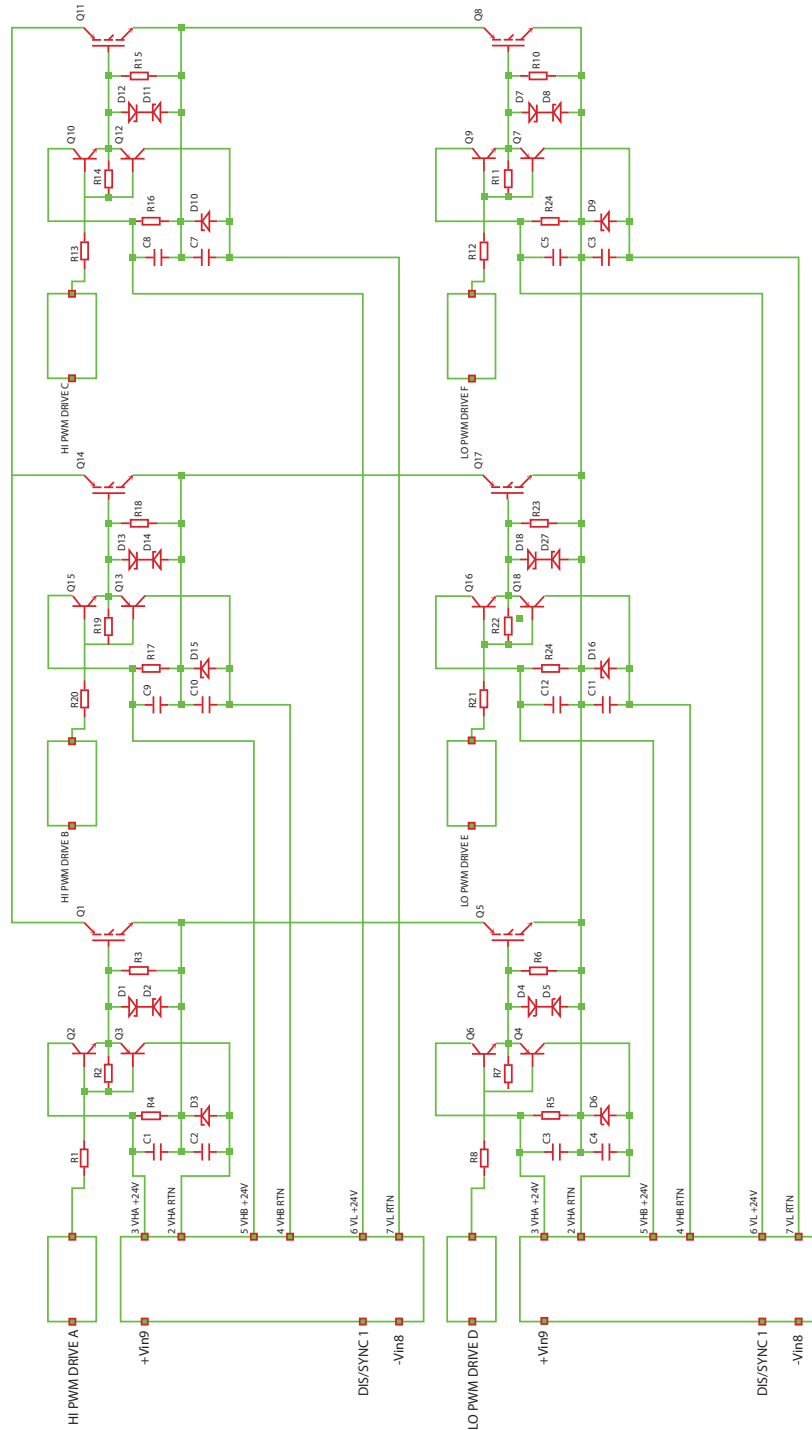 Q11
Q8
R15
R10
D12
D11
D7
D8
Q10
Q12
Q9
Q7
R14
R11
R16
D10
R24
D9
R13
C8
C7
R12
C5
C3
HI PWM DRIVE C
LO PWM DRIVE F
Q14
Q17
R18
R23
D13
D14
D18
D27
Q15
Q13
Q16
Q18
R19
R22
R17
D15
R24
D16
R20
C9
C10
R21
C12
C11
HI PWM DRIVE B
LO PWM DRIVE E
Q1
Q5
R3
R6
D1
D2
D4
D5
Q2
Q3
Q6
Q4
R2
R7
R4
D3
R5
D6
R1
C1
C2
R8
C3
C4
3 VHA +24V
2 VHA RTN
5 VHB +24V
4 VHB RTN
6 VL +24V
7 VL RTN
3 VHA +24V
2 VHA RTN
5 VHB +24V
4 VHB RTN
6 VL +24V
7 VL RTN
HI PWM DRIVE A
+Vin9
DIS/SYNC 1
-Vin8
LO PWM DRIVE D
+Vin9
DIS/SYNC 1
-Vin8